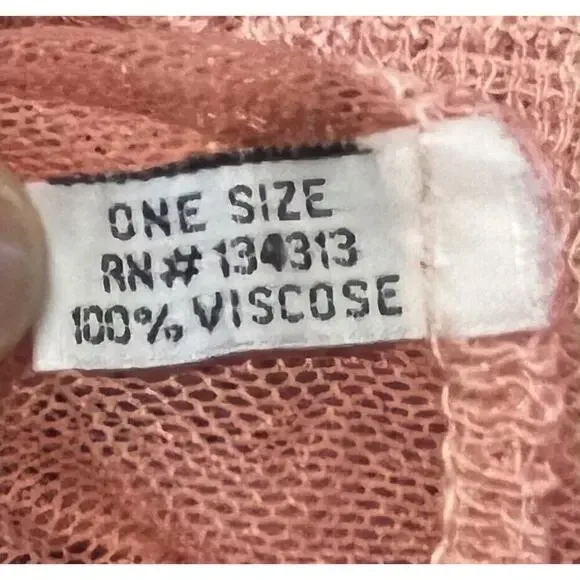 ONE SIZE
RN# 134313
100% VISCOSE